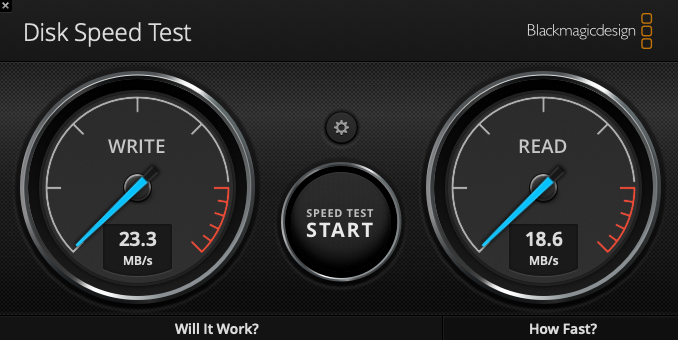 Disk Speed Test
Blackmagicdesign
WRITE
23.3
MB/s
SPEED TEST
START
READ
18.6
MB/s
Will It Work?
How Fast?